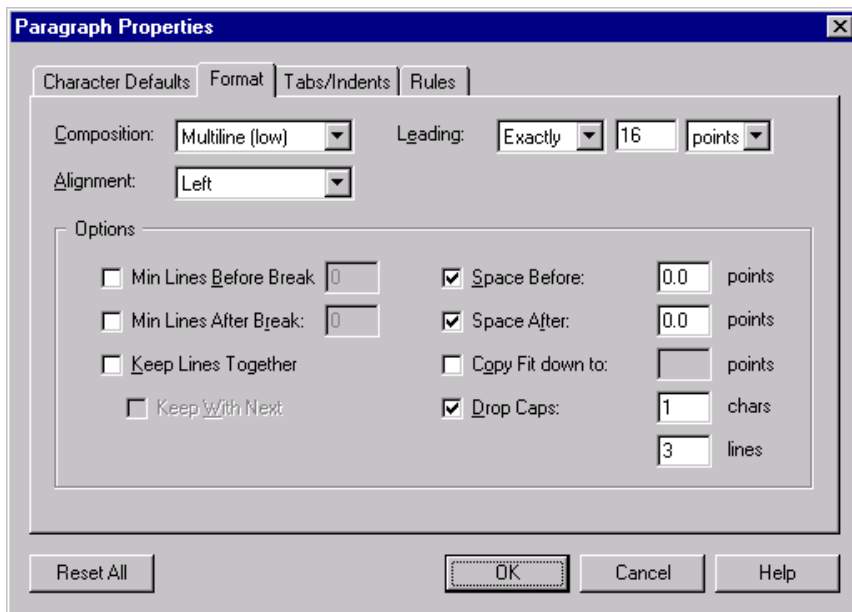 Paragraph Properties
Character Defaults Format Tabs/Indents Rules
Composition: Multiline (low) Leading: Exactly 16 points
Alignment: Left
Options
Min Lines Before Break 0 Space Before: 0.0 points
Min Lines After Break: 0 Space After: 0.0 points
Keep Lines Together Copy Fit down to: points
Keep With Next Drop Caps: 1 chars
3 lines
Reset All OK Cancel Help